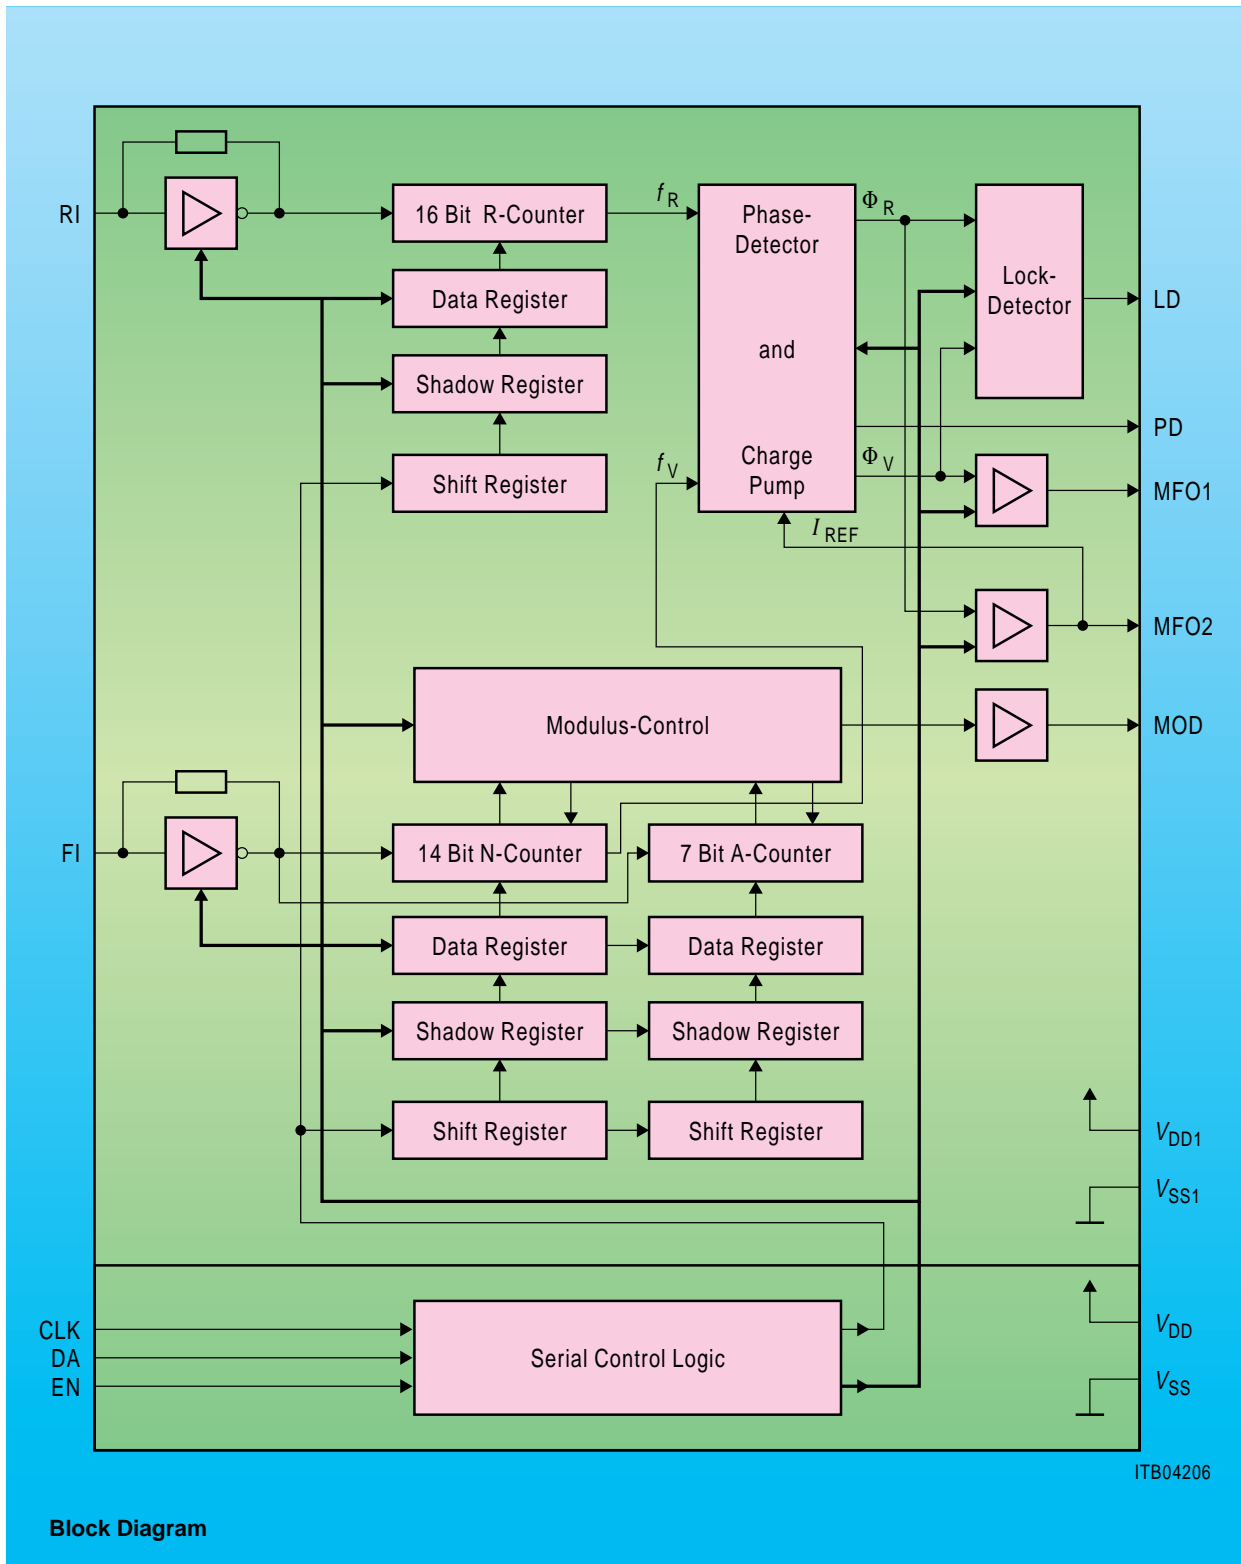 RI
16 Bit R-Counter
Data Register
Shadow Register
Shift Register
fR
fV
Phase-
Detector
and
Charge
Pump
ΦR
ΦV
IREF
Lock-
Detector
LD
PD
MFO1
MFO2
MOD
Modulus-Control
FI
14 Bit N-Counter
7 Bit A-Counter
Data Register
Data Register
Shadow Register
Shadow Register
Shift Register
Shift Register
VDD1
VSS1
CLK
DA
EN
Serial Control Logic
VDD
VSS
ITB04206
Block Diagram